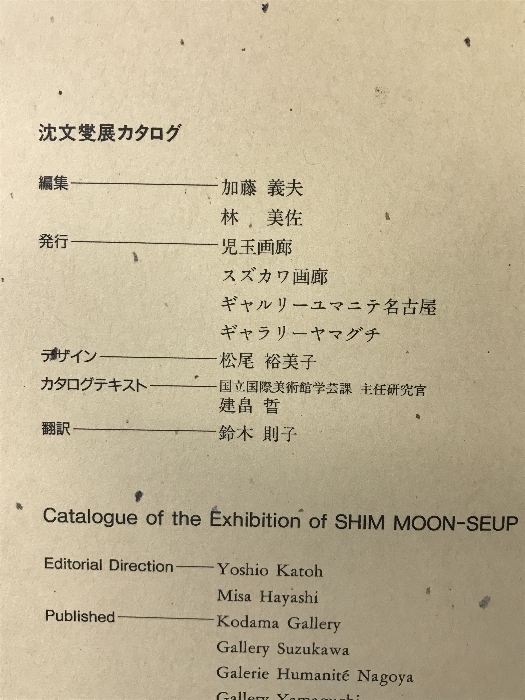 沈文燮展カタログ
編集 加藤 義夫
林 美佐
発行 児玉画廊
スズカワ画廊
ギャルリーユマニテ名古屋
ギャラリーヤマグチ
デザイン 松尾 裕美子
カタログテキスト 国立国際美術館学芸課 主任研究官
建畠 晢
翻訳 鈴木 則子
Catalogue of the Exhibition of SHIM MOON-SEUP
Editorial Direction Yoshio Katoh
Misa Hayashi
Published Kodama Gallery
Gallery Suzukawa
Galerie Humanité Nagoya
Gallery Yamaguchi